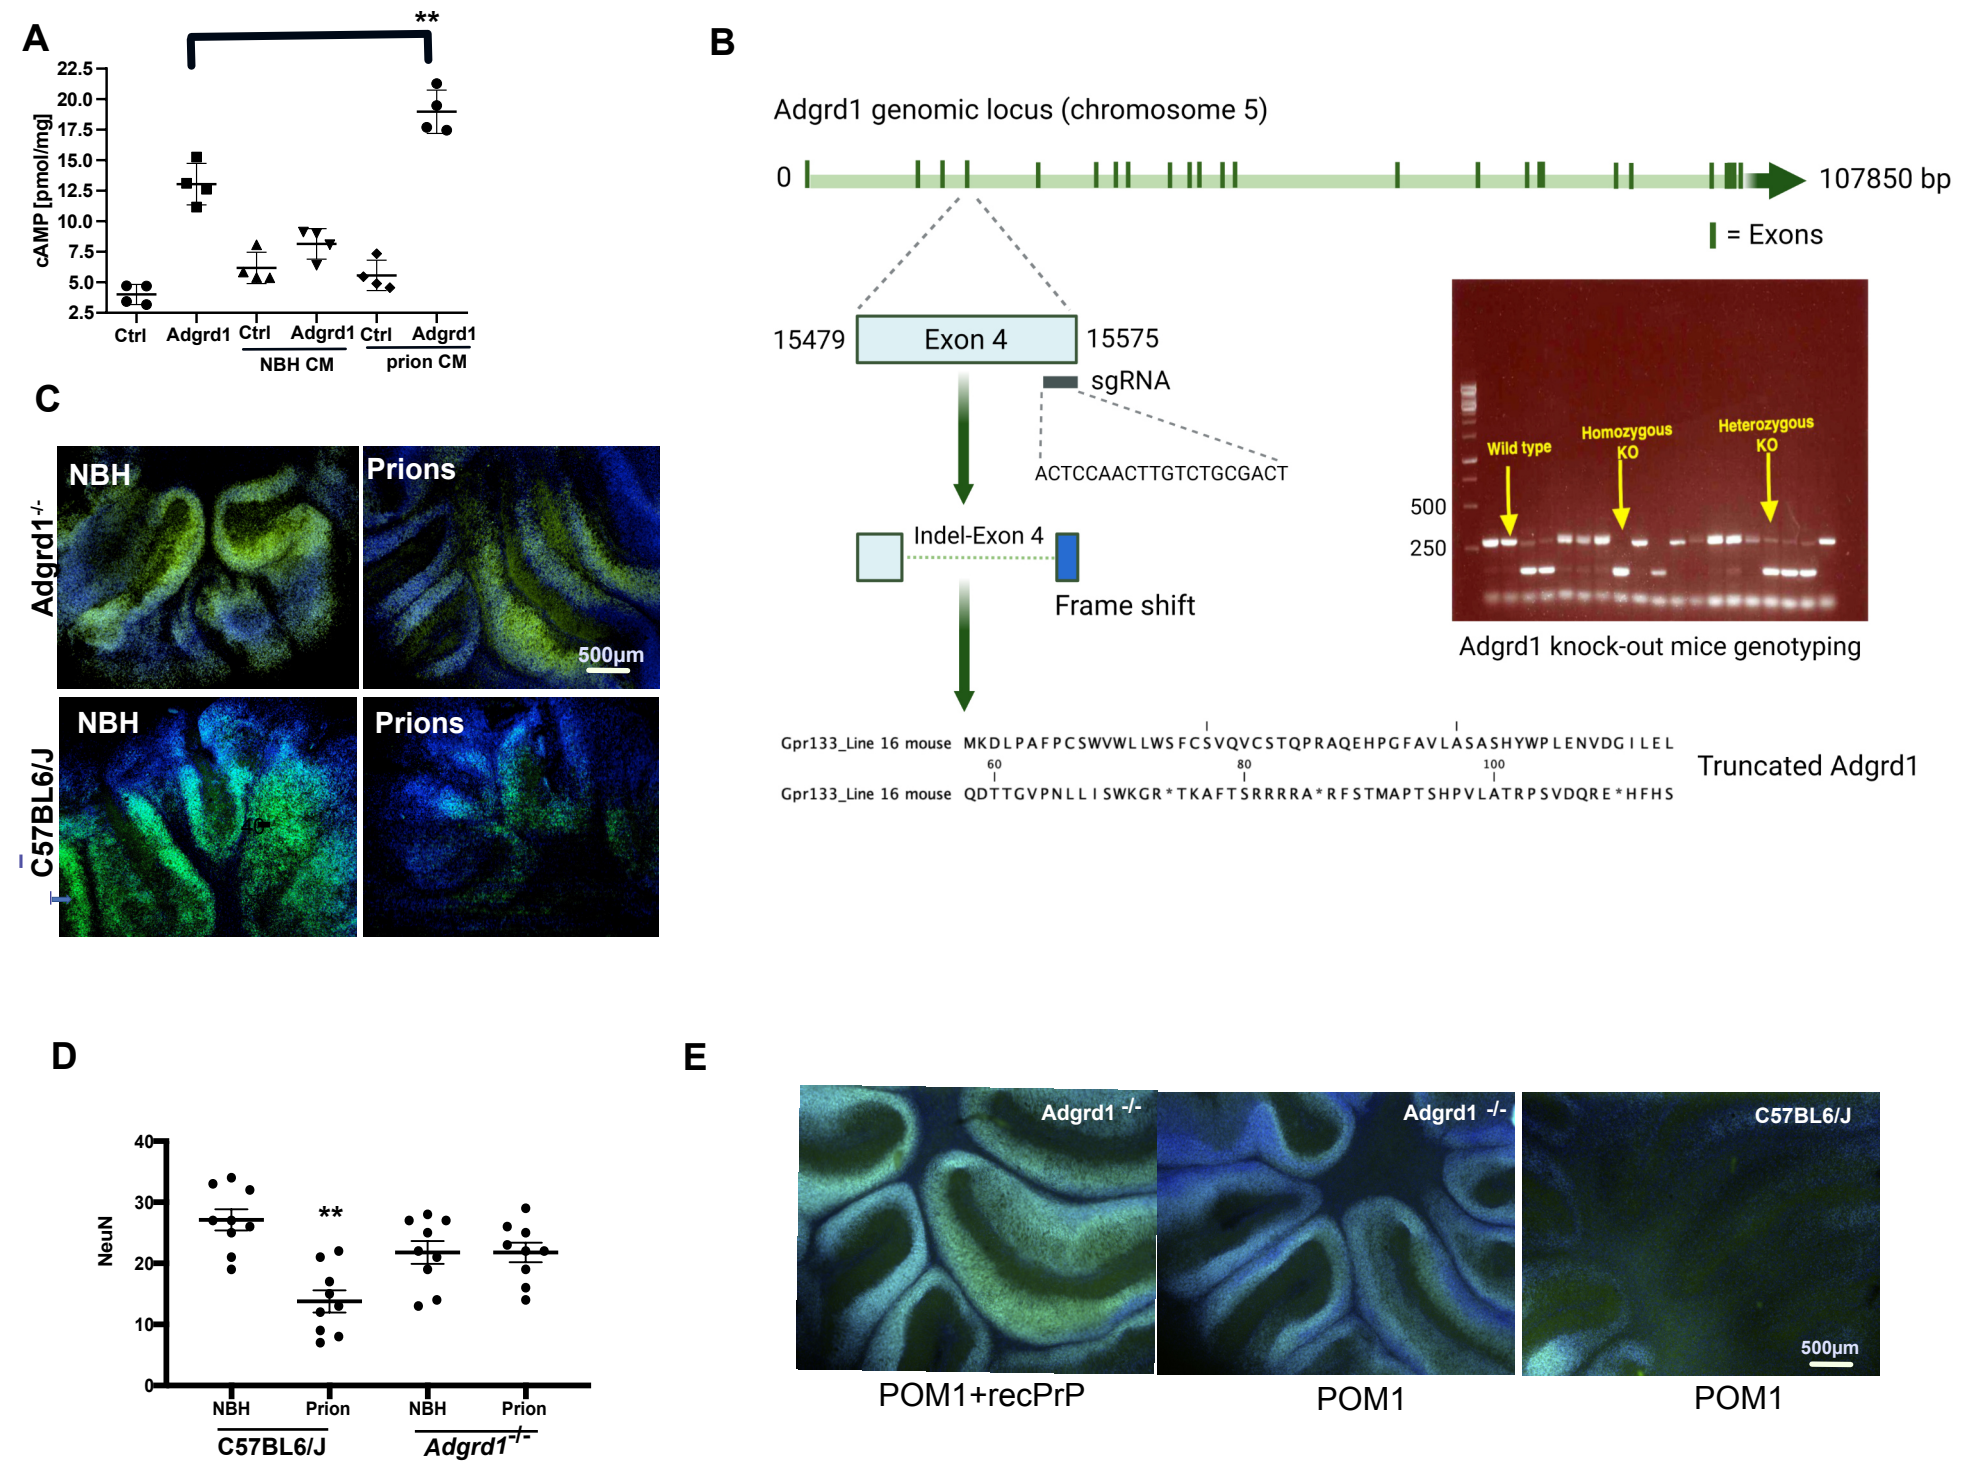 A
**
22.5
20.0
17.5
15.0
12.5
10.0
7.5
5.0
2.5
cAMP [pmol/mg]
Ctrl Adgrd1 Ctrl Adgrd1 Ctrl Adgrd1
NBH CM prion CM
B
Adgrd1 genomic locus (chromosome 5)
0 107850 bp
= Exons
15479 Exon 4 15575
sgRNA
ACTCCAACTTGTCTGCGACT
Indel-Exon 4
Frame shift
Wild type
Homozygous
KO
Heterozygous
KO
500
250
Adgrd1 knock-out mice genotyping
Gpr133_Line 16 mouse MKDLPAFPCSWVWLLWSFCSVQVCSTQPRAQEHPGFAVLASASHYWPLENVDGILEL
60 80 100
Gpr133_Line 16 mouse QDTTGVPNLLISWKGR*TKAFTSRRRRA*RFSTMAPTSHPVLATRPSVDQRE*HFHS
Truncated Adgrd1
C
NBH Prions
Adgrd1-/-
500µm
NBH Prions
C57BL6/J
D
40
30
20
10
0
NeuN
**
NBH Prion NBH Prion
C57BL6/J Adgrd1-/-
E
Adgrd1 -/- Adgrd1 -/- C57BL6/J
500µm
POM1+recPrP POM1 POM1